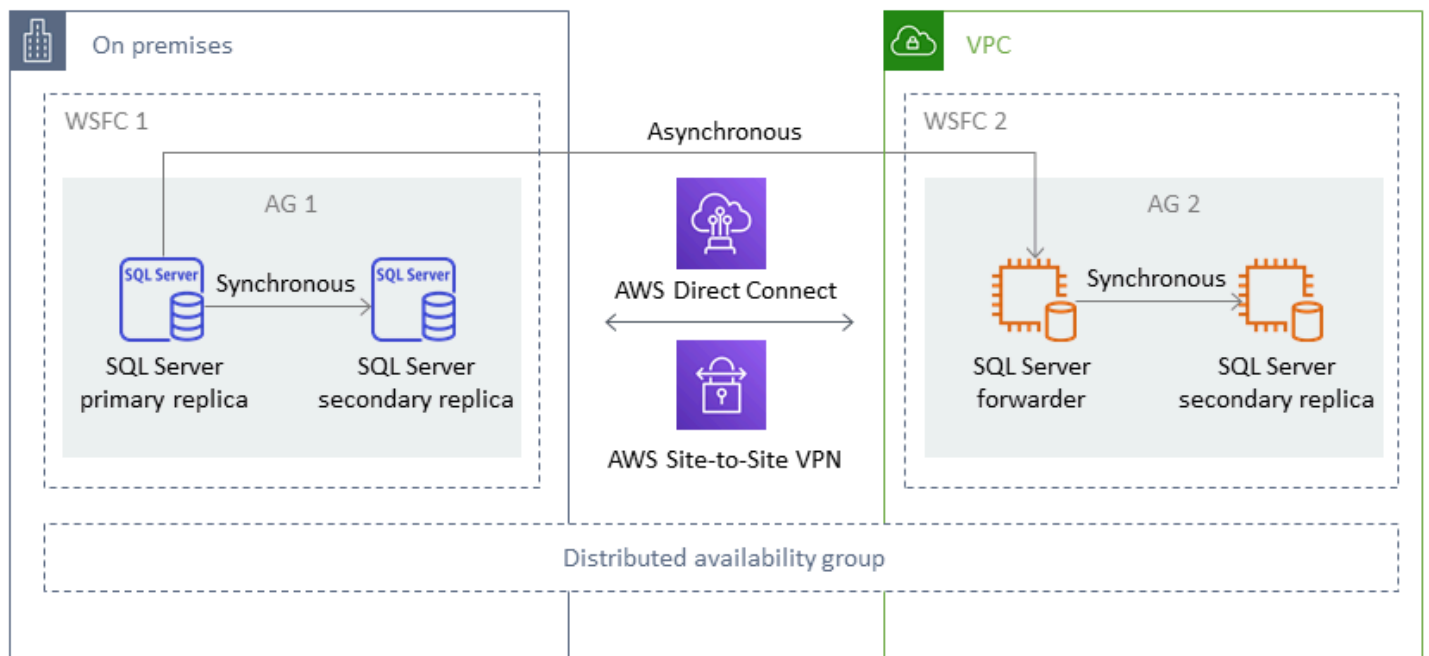 On premises
VPC
WSFC 1
WSFC 2
Asynchronous
AG 1
AG 2
SQL Server
Synchronous
SQL Server
Synchronous
AWS Direct Connect
SQL Server
primary replica
SQL Server
secondary replica
SQL Server
forwarder
SQL Server
secondary replica
AWS Site-to-Site VPN
Distributed availability group